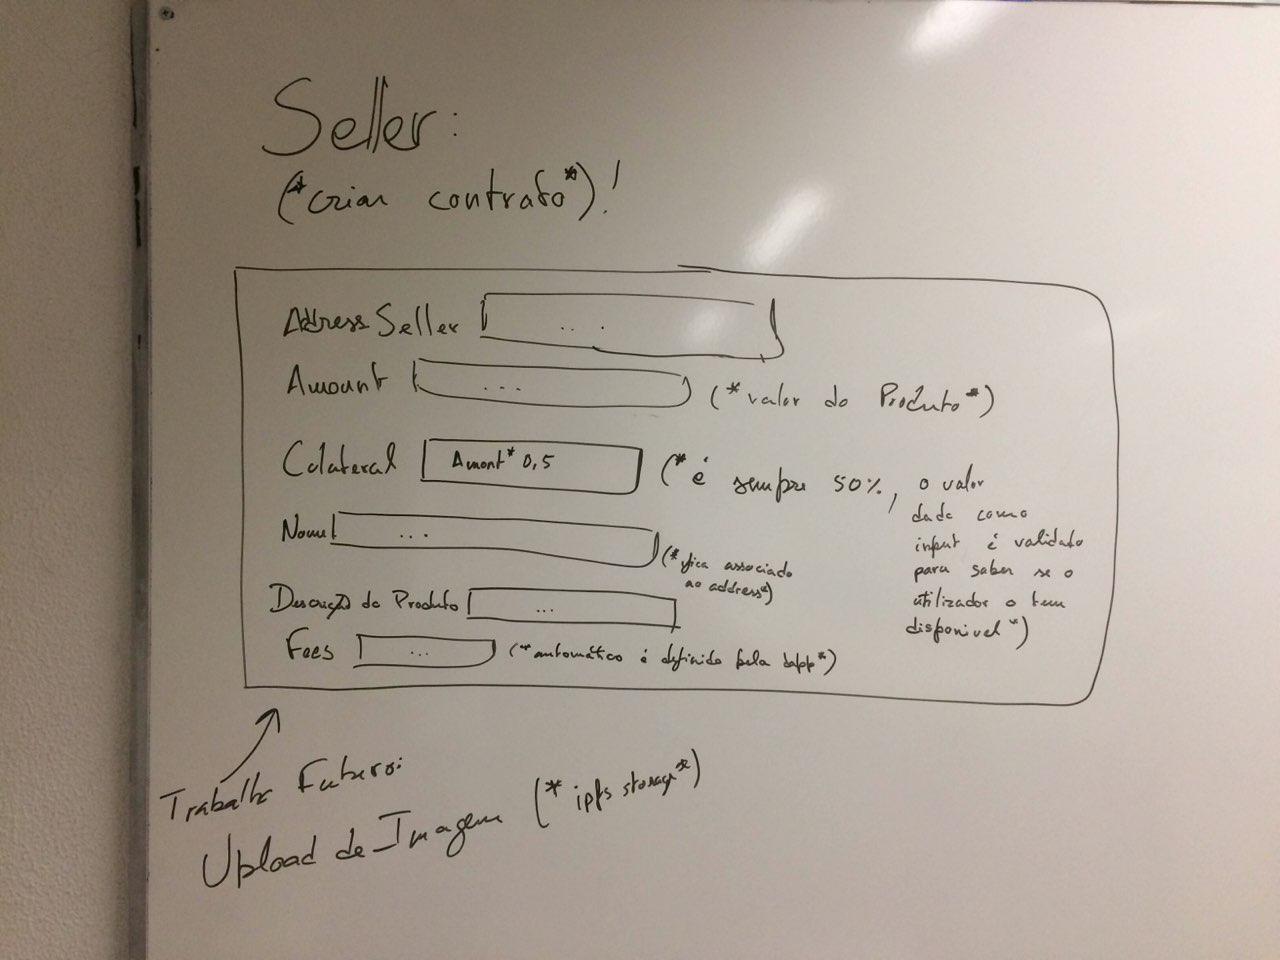 Seller:
(*criar contrato*)!
Address Seller ...
Amount ... (*valor do Produto*)
Colateral Amont*0,5 (*é sempre 50%, o valor
dado como
input é validado
para saber se o
utilizador o tem
disponivel*)
Nome ... (*fica associado
ao address*)
Descrição do Produto ...
Fees ... (*automático é definido pela dapp*)
Trabalho Futuro:
Upload de Imagem (*ipfs storage*)